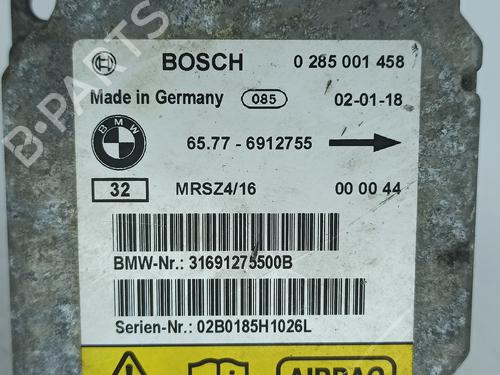 B-PARTS
BOSCH 0 285 001 458
Made in Germany 085 02-01-18
65.77 - 6912755
32 MRSZ4/16 00 00 44
BMW-Nr.: 31691275500B
Serien-Nr.: 02B0185H1026L
AIRBAG